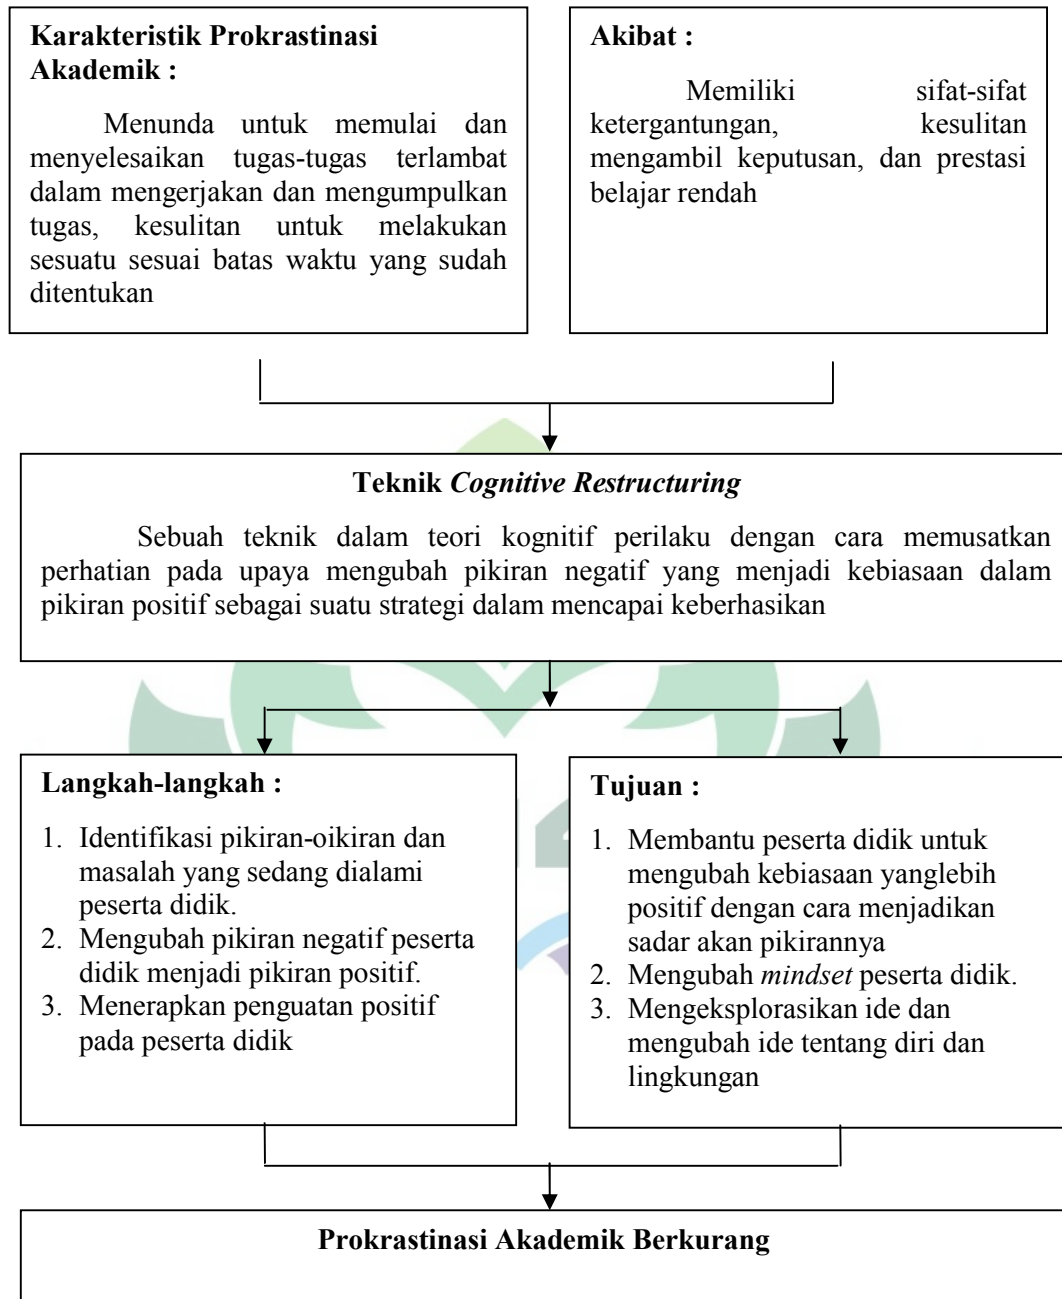 Karakteristik Prokrastinasi
Akademik :
Menunda untuk memulai dan
menyelesaikan tugas-tugas terlambat
dalam mengerjakan dan mengumpulkan
tugas, kesulitan untuk melakukan
sesuatu sesuai batas waktu yang sudah
ditentukan
Akibat :
Memiliki sifat-sifat
ketergantungan, kesulitan
mengambil keputusan, dan prestasi
belajar rendah
Teknik Cognitive Restructuring
Sebuah teknik dalam teori kognitif perilaku dengan cara memusatkan
perhatian pada upaya mengubah pikiran negatif yang menjadi kebiasaan dalam
pikiran positif sebagai suatu strategi dalam mencapai keberhasikan
Langkah-langkah :
1. Identifikasi pikiran-oikiran dan
masalah yang sedang dialami
peserta didik.
2. Mengubah pikiran negatif peserta
didik menjadi pikiran positif.
3. Menerapkan penguatan positif
pada peserta didik
Tujuan :
1. Membantu peserta didik untuk
mengubah kebiasaan yanglebih
positif dengan cara menjadikan
sadar akan pikirannya
2. Mengubah mindset peserta didik.
3. Mengeksplorasikan ide dan
mengubah ide tentang diri dan
lingkungan
Prokrastinasi Akademik Berkurang